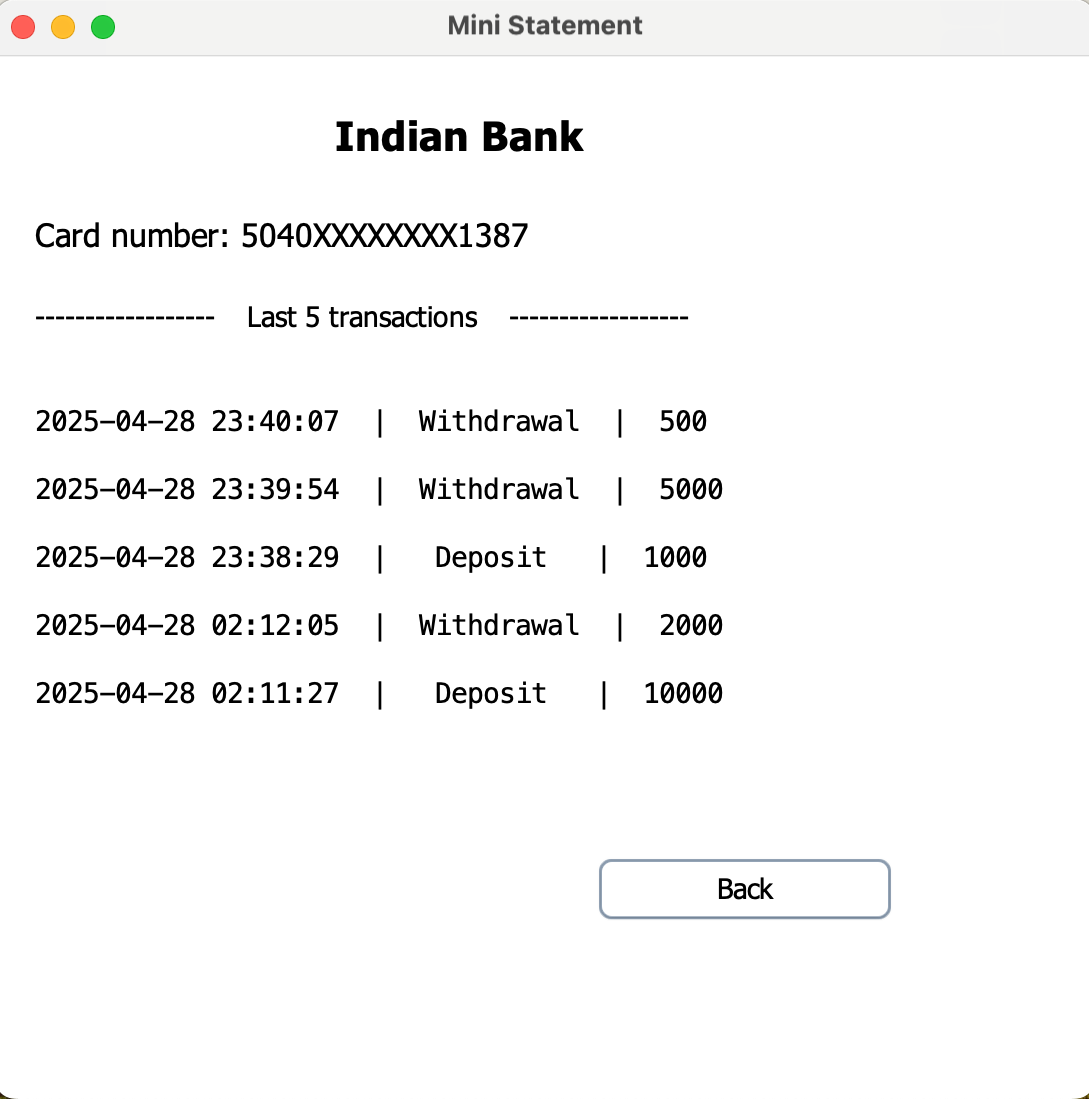 Mini Statement
Indian Bank
Card number: 5040XXXXXXXX1387
------------------ Last 5 transactions ------------------
2025-04-28 23:40:07 | Withdrawal | 500
2025-04-28 23:39:54 | Withdrawal | 5000
2025-04-28 23:38:29 | Deposit | 1000
2025-04-28 02:12:05 | Withdrawal | 2000
2025-04-28 02:11:27 | Deposit | 10000
Back